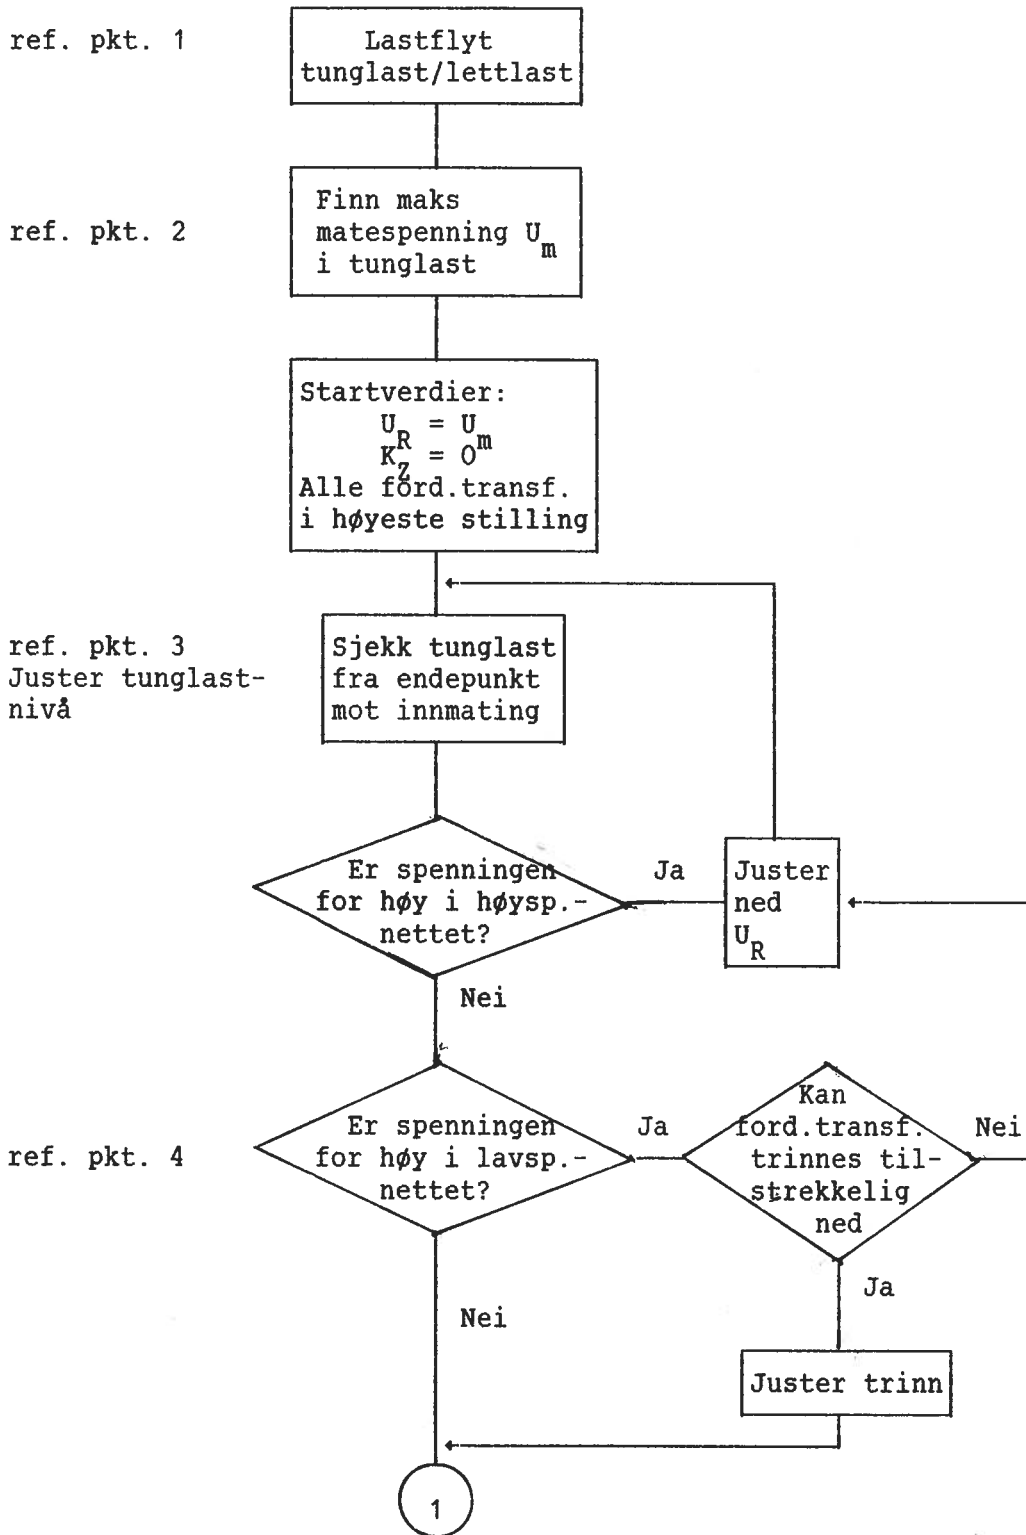 ref. pkt. 1
Lastflyt
tunglast/lettlast
ref. pkt. 2
Finn maks
matespenning U_m
i tunglast
Startverdier:
U_R = U_m
K_Z = 0
Alle ford.transf.
i høyeste stilling
ref. pkt. 3
Juster tunglast-
nivå
Sjekk tunglast
fra endepunkt
mot innmating
Er spenningen
for høy i høysp.-
nettet?
Ja
Juster
ned
U_R
Nei
ref. pkt. 4
Er spenningen
for høy i lavsp.-
nettet?
Ja
Kan
ford.transf.
trinnes til-
strekkelig
ned
Nei
Ja
Nei
Juster trinn
1